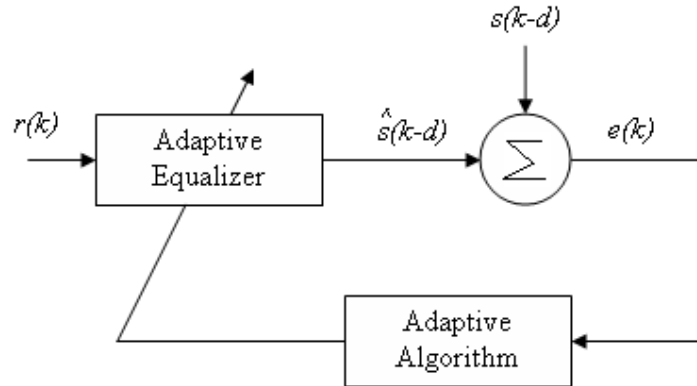 s(k-d)
r(k)
Adaptive
Equalizer
ŝ(k-d)
∑
e(k)
Adaptive
Algorithm